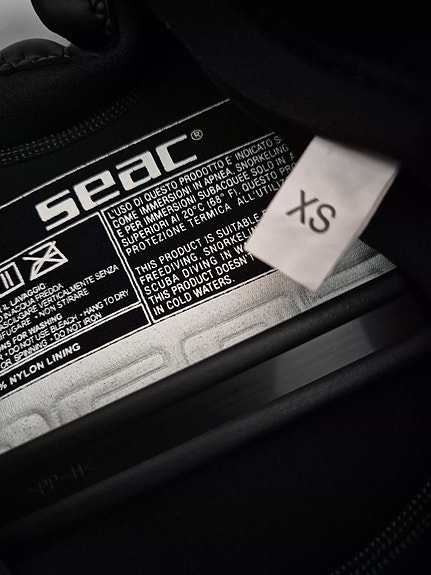 seac®
L'USO DI QUESTO PRODOTTO È INDICATO S
COME IMMERSIONI IN APNEA, SNORKELING
E PER IMMERSIONI SUBACQUEE SOLO IN A
SUPERIORI AI 20°C (68° F). QUESTO PRO
PROTEZIONE TERMICA ALL'UTILI
THIS PRODUCT IS SUITABLE F
FREEDIVING, SNORKELI
SCUBA DIVING IN W
THIS PRODUCT DOESN'T
IN COLD WATERS.
XS
IL LAVAGGIO
IN ACQUA FREDDA
VERTICALMENTE SENZA
- NON STIRARE
FOR WASHING
- DO NOT USE BLEACH - HANG TO DRY
OR SPINNING - DO NOT IRON
% NYLON LINING
>PP-H<